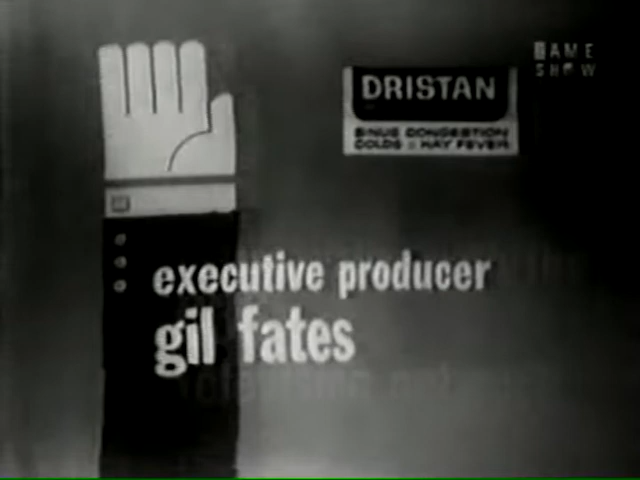 GAME
SHOW
DRISTAN
SINUS CONGESTION
COLDS HAY FEVER
executive producer
gil fates